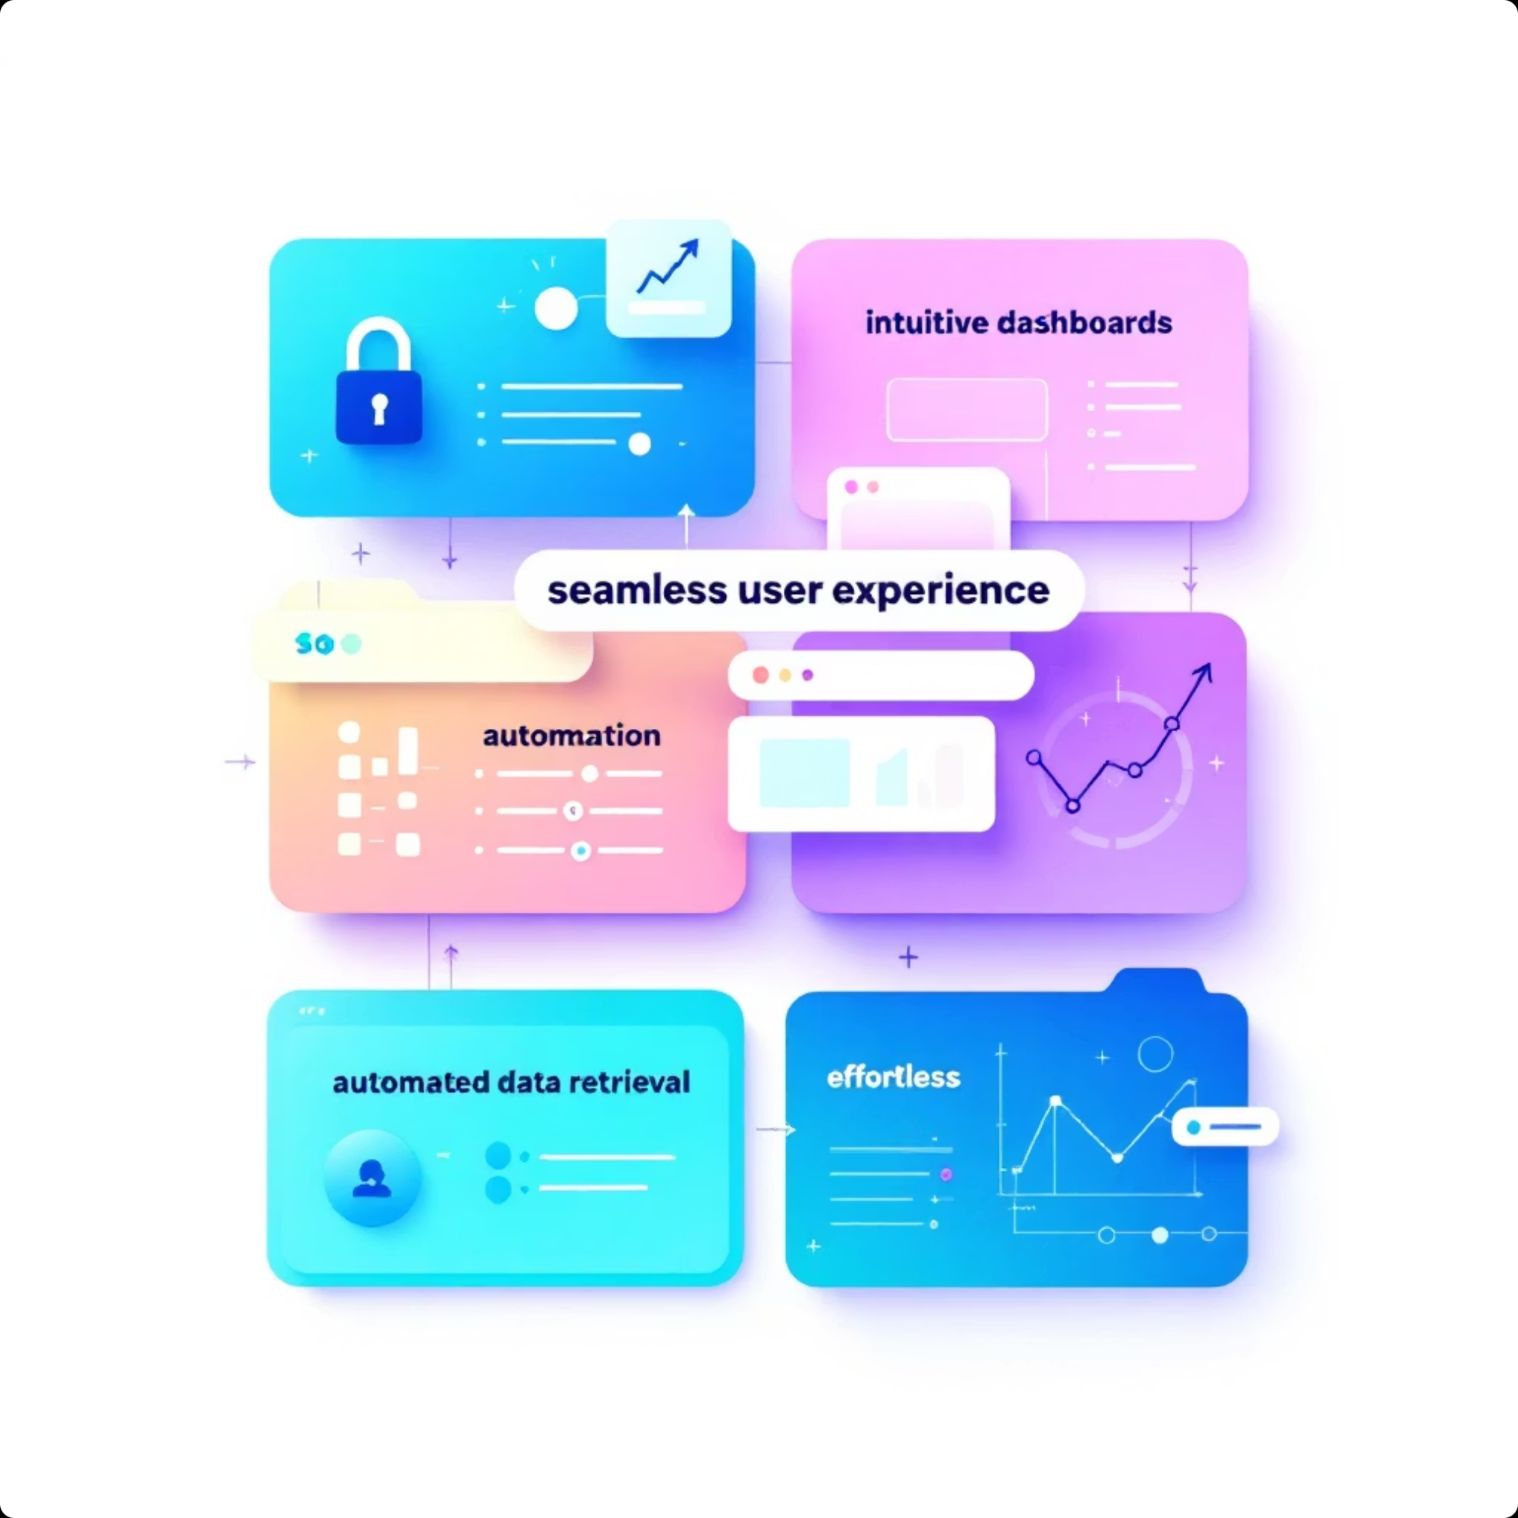 intuitive dashboards
seamless user experience
automation
automated data retrieval
effortless